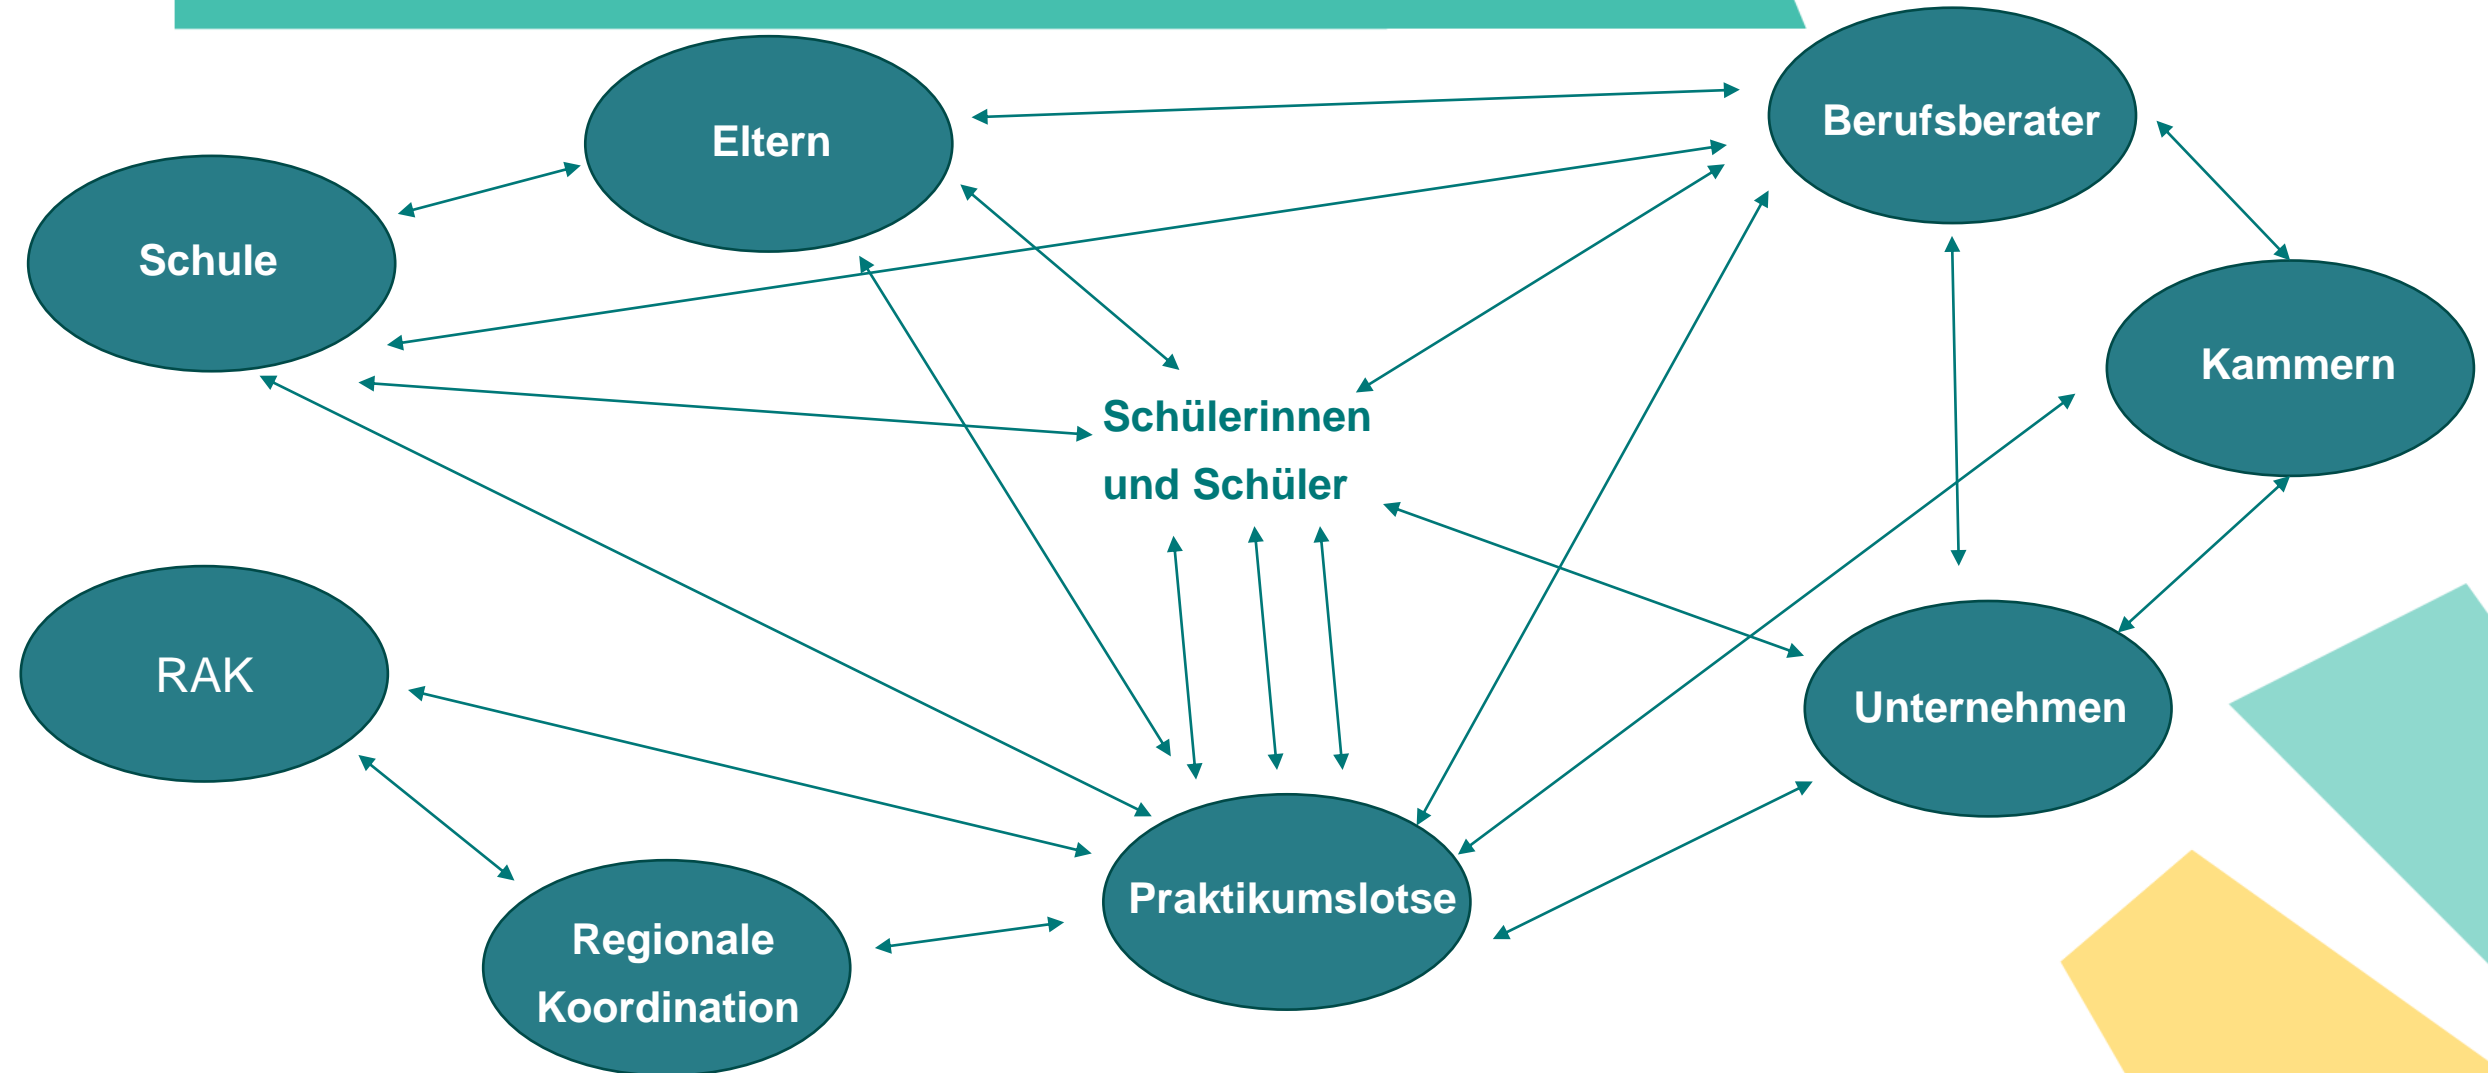 Eltern
Berufsberater
Schule
Kammern
Schülerinnen
und Schüler
RAK
Unternehmen
Praktikumslotse
Regionale
Koordination